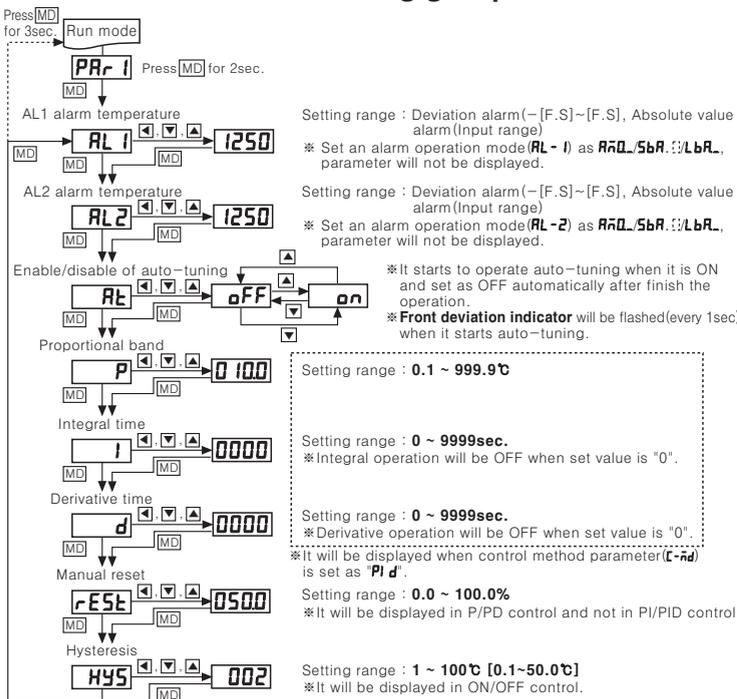 Press MD for 3sec.
Run mode
PAr 1 Press MD for 2sec.
MD
AL1 alarm temperature
AL 1 ◀, ▼, ▲ 1250
MD
MD MD
Setting range : Deviation alarm(−[F.S]~[F.S], Absolute value
alarm(Input range)
※ Set an alarm operation mode(AL - 1) as AM0._/SbA.⁝⁝/LbA._,
parameter will not be displayed.
AL2 alarm temperature
AL2 ◀, ▼, ▲ 1250
MD MD
Setting range : Deviation alarm(−[F.S]~[F.S], Absolute value
alarm(Input range)
※ Set an alarm operation mode(AL -2) as AM0._/SbA.⁝⁝/LbA._,
parameter will not be displayed.
Enable/disable of auto−tuning
At ◀, ▼, ▲ oFF ▲ ▲ ▼ ▼ on
MD MD
※It starts to operate auto−tuning when it is ON
and set as OFF automatically after finish the
operation.
※Front deviation indicator will be flashed(every 1sec)
when it starts auto−tuning.
Proportional band
P ◀, ▼, ▲ 010.0
MD MD
Setting range : 0.1 ~ 999.9℃
Integral time
I ◀, ▼, ▲ 0000
MD MD
Setting range : 0 ~ 9999sec.
※Integral operation will be OFF when set value is "0".
Derivative time
d ◀, ▼, ▲ 0000
MD MD
Setting range : 0 ~ 9999sec.
※Derivative operation will be OFF when set value is "0".
※It will be displayed when control method parameter(C-md)
is set as "PI d".
Manual reset
rESt ◀, ▼, ▲ 050.0
MD MD
Setting range : 0.0 ~ 100.0%
※It will be displayed in P/PD control and not in PI/PID control
Hysteresis
HYS ◀, ▼, ▲ 002
MD
Setting range : 1 ~ 100℃ [0.1~50.0℃]
※It will be displayed in ON/OFF control.